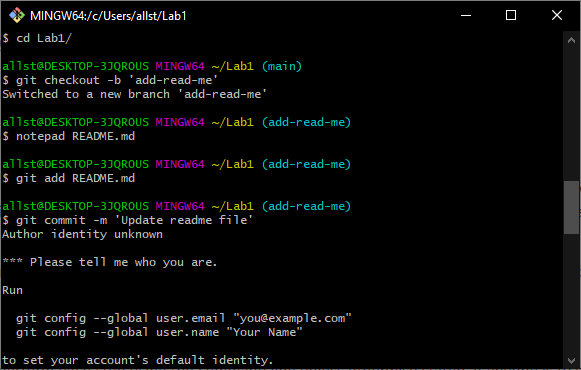 MINGW64:/c/Users/allst/Lab1
$ cd Lab1/
allst@DESKTOP-3JQROUS MINGW64 ~/Lab1 (main)
$ git checkout -b 'add-read-me'
Switched to a new branch 'add-read-me'
allst@DESKTOP-3JQROUS MINGW64 ~/Lab1 (add-read-me)
$ notepad README.md
allst@DESKTOP-3JQROUS MINGW64 ~/Lab1 (add-read-me)
$ git add README.md
allst@DESKTOP-3JQROUS MINGW64 ~/Lab1 (add-read-me)
$ git commit -m 'Update readme file'
Author identity unknown
*** Please tell me who you are.
Run
git config --global user.email "you@example.com"
git config --global user.name "Your Name"
to set your account's default identity.